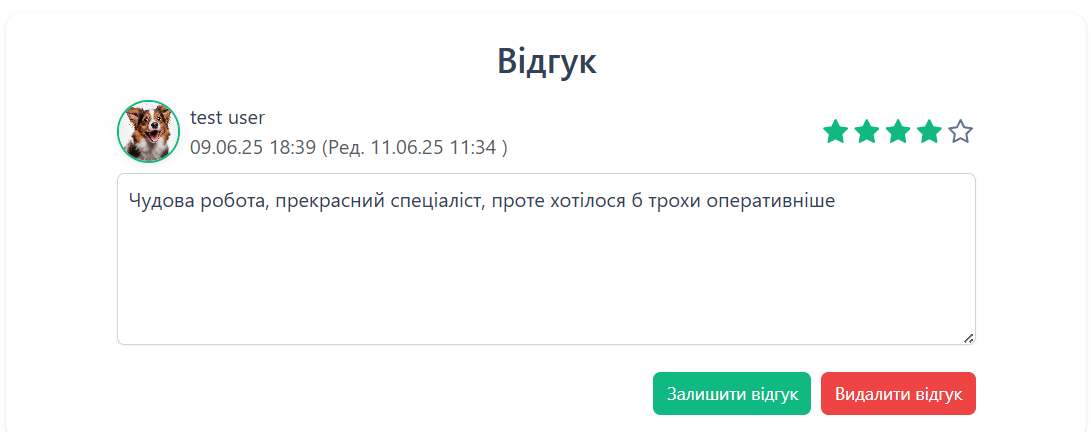 Відгук
test user
09.06.25 18:39 (Ред. 11.06.25 11:34 )
Чудова робота, прекрасний спеціаліст, проте хотілося б трохи оперативніше
Залишити відгук
Видалити відгук